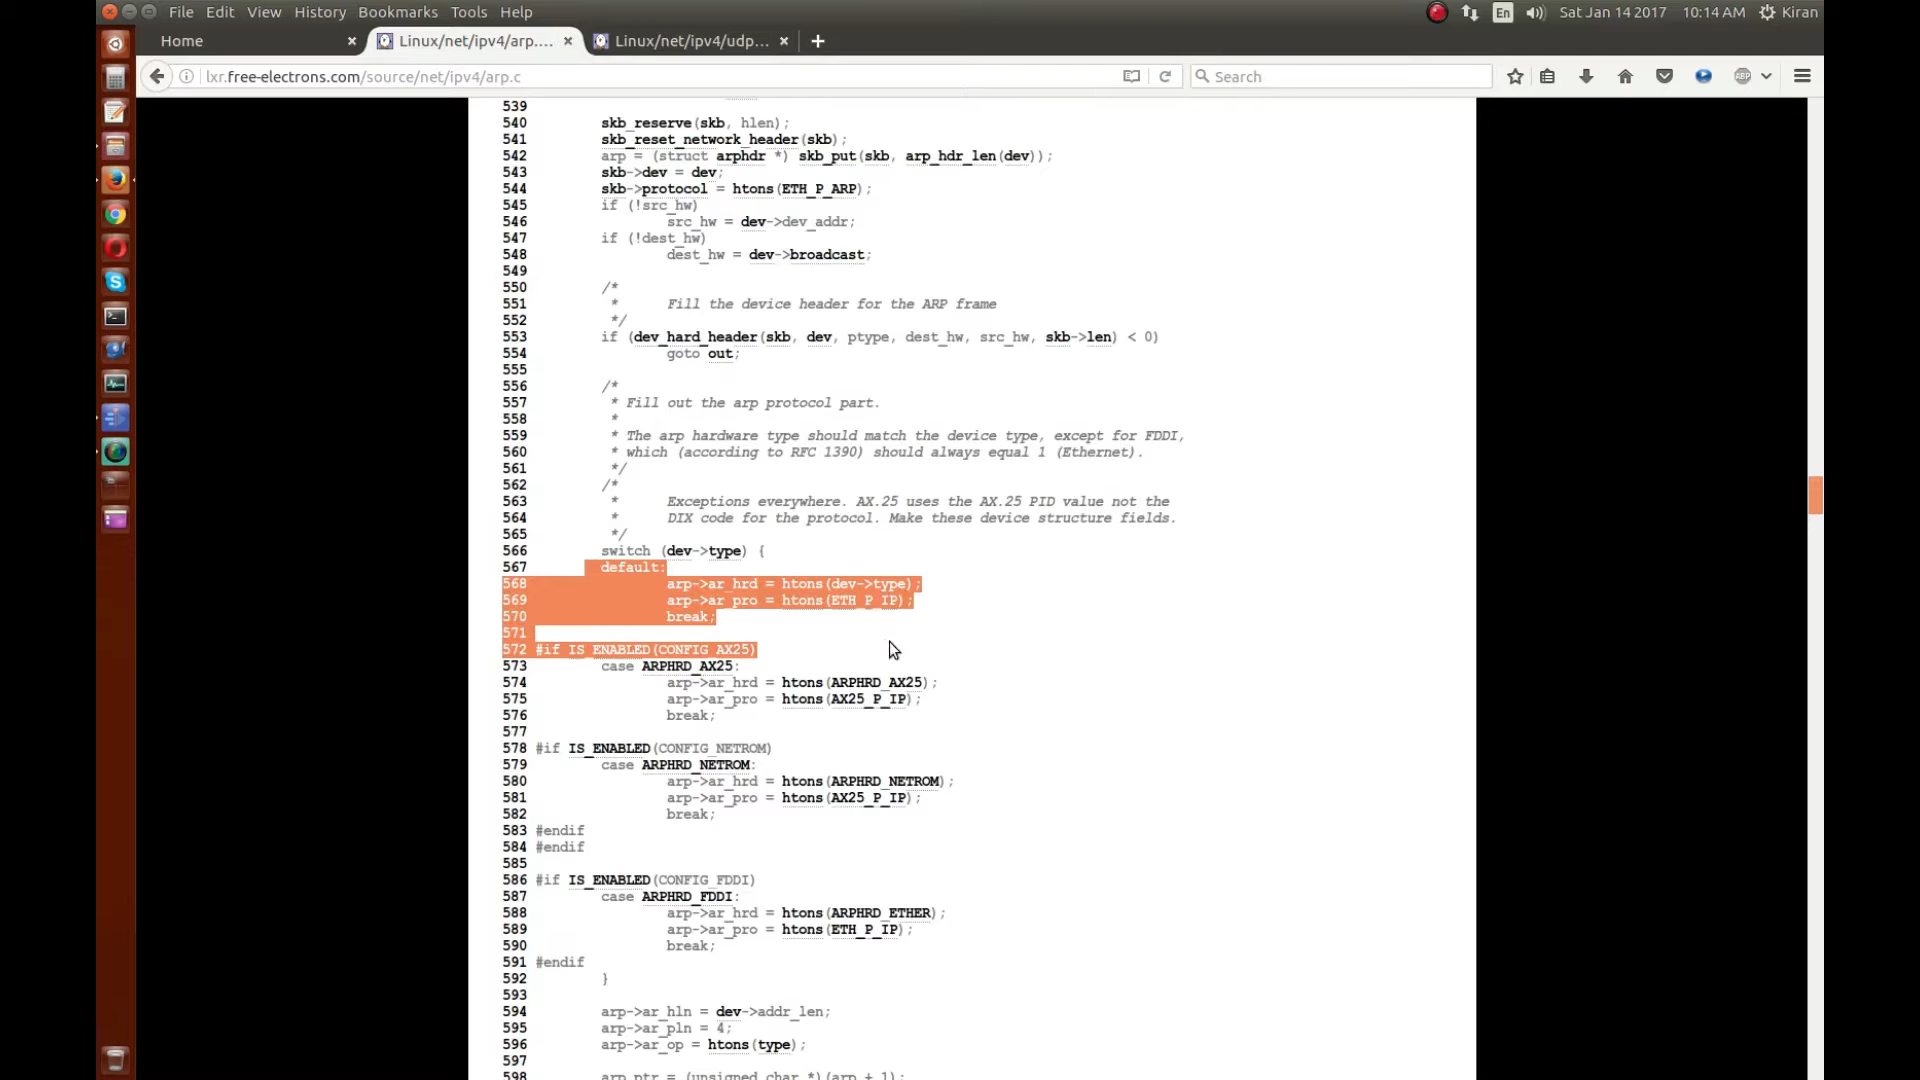 File Edit View History Bookmarks Tools Help
En Sat Jan 14 2017 10:14 AM Kiran
Home Linux/net/ipv4/arp.... Linux/net/ipv4/udp...
lxr.free-electrons.com/source/net/ipv4/arp.c Search ABP
539
540 skb_reserve(skb, hlen);
541 skb_reset_network_header(skb);
542 arp = (struct arphdr *) skb_put(skb, arp_hdr_len(dev));
543 skb->dev = dev;
544 skb->protocol = htons(ETH_P_ARP);
545 if (!src_hw)
546 src_hw = dev->dev_addr;
547 if (!dest_hw)
548 dest_hw = dev->broadcast;
549
550 /*
551 * Fill the device header for the ARP frame
552 */
553 if (dev_hard_header(skb, dev, ptype, dest_hw, src_hw, skb->len) < 0)
554 goto out;
555
556 /*
557 * Fill out the arp protocol part.
558 *
559 * The arp hardware type should match the device type, except for FDDI,
560 * which (according to RFC 1390) should always equal 1 (Ethernet).
561 */
562 /*
563 * Exceptions everywhere. AX.25 uses the AX.25 PID value not the
564 * DIX code for the protocol. Make these device structure fields.
565 */
566 switch (dev->type) {
567 default:
568 arp->ar_hrd = htons(dev->type);
569 arp->ar_pro = htons(ETH_P_IP);
570 break;
571
572 #if IS_ENABLED(CONFIG_AX25)
573 case ARPHRD_AX25:
574 arp->ar_hrd = htons(ARPHRD_AX25);
575 arp->ar_pro = htons(AX25_P_IP);
576 break;
577
578 #if IS_ENABLED(CONFIG_NETROM)
579 case ARPHRD_NETROM:
580 arp->ar_hrd = htons(ARPHRD_NETROM);
581 arp->ar_pro = htons(AX25_P_IP);
582 break;
583 #endif
584 #endif
585
586 #if IS_ENABLED(CONFIG_FDDI)
587 case ARPHRD_FDDI:
588 arp->ar_hrd = htons(ARPHRD_ETHER);
589 arp->ar_pro = htons(ETH_P_IP);
590 break;
591 #endif
592 }
593
594 arp->ar_hln = dev->addr_len;
595 arp->ar_pln = 4;
596 arp->ar_op = htons(type);
597
598 arp_ptr = (unsigned char *)(arp + 1);